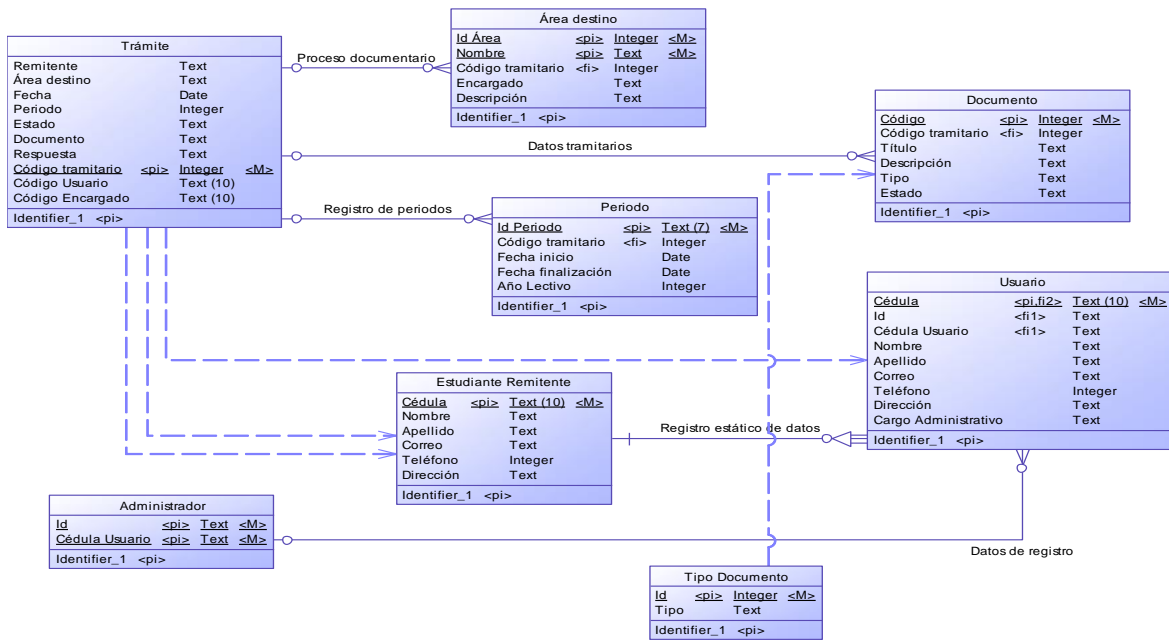 Trámite
Remitente Text
Área destino Text
Fecha Date
Periodo Integer
Estado Text
Documento Text
Respuesta Text
Código tramitario <pi> Integer <M>
Código Usuario Text (10)
Código Encargado Text (10)
Identifier_1 <pi>
Proceso documentario
Área destino
Id Área <pi> Integer <M>
Nombre <pi> Text <M>
Código tramitario <fi> Integer
Encargado Text
Descripción Text
Identifier_1 <pi>
Datos tramitarios
Documento
Código <pi> Integer <M>
Código tramitario <fi> Integer
Título Text
Descripción Text
Tipo Text
Estado Text
Identifier_1 <pi>
Registro de periodos
Periodo
Id Periodo <pi> Text (7) <M>
Código tramitario <fi> Integer
Fecha inicio Date
Fecha finalización Date
Año Lectivo Integer
Identifier_1 <pi>
Usuario
Cédula <pi,fi2> Text (10) <M>
Id <fi1> Text
Cédula Usuario <fi1> Text
Nombre Text
Apellido Text
Correo Text
Teléfono Integer
Dirección Text
Cargo Administrativo Text
Identifier_1 <pi>
Estudiante Remitente
Cédula <pi> Text (10) <M>
Nombre Text
Apellido Text
Correo Text
Teléfono Integer
Dirección Text
Identifier_1 <pi>
Registro estático de datos
Administrador
Id <pi> Text <M>
Cédula Usuario <pi> Text <M>
Identifier_1 <pi>
Datos de registro
Tipo Documento
Id <pi> Integer <M>
Tipo Text
Identifier_1 <pi>